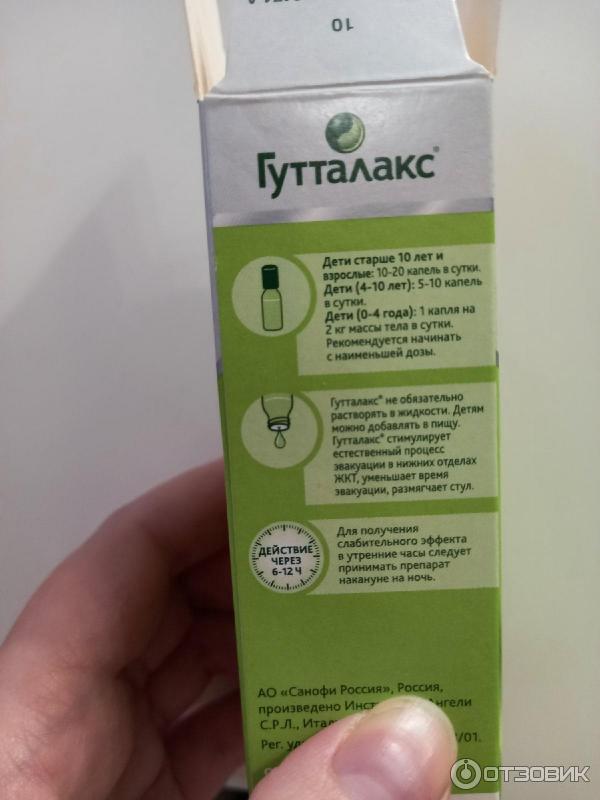 10
Гутталакс®
Дети старше 10 лет и
взрослые: 10-20 капель в сутки.
Дети (4-10 лет): 5-10 капель
в сутки.
Дети (0-4 года): 1 капля на
2 кг массы тела в сутки.
Рекомендуется начинать
с наименьшей дозы.
Гутталакс® не обязательно
растворять в жидкости. Детям
можно добавлять в пищу.
Гутталакс® стимулирует
естественный процесс
эвакуации в нижних отделах
ЖКТ, уменьшает время
эвакуации, размягчает стул.
ДЕЙСТВИЕ
ЧЕРЕЗ
6-12 Ч
Для получения
слабительного эффекта
в утренние часы следует
принимать препарат
накануне на ночь.
АО «Санофи Россия», Россия,
произведено Ангели
С.Р.Л.,
Рег. /01.
ОТЗОВИК